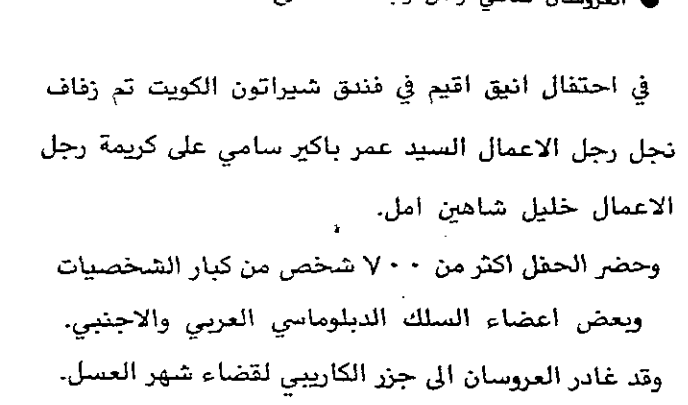 في احتفال انيق اقيم في فندق شيراتون الكويت تم زفاف
نجل رجل الاعمال السيد عمر باكير سامي على كريمة رجل
الاعمال خليل شاهين امل.
وحضر الحفل اكثر من ٧٠٠ شخص من كبار الشخصيات
وبعض اعضاء السلك الدبلوماسي العربي والاجنبي.
وقد غادر العروسان الى جزر الكاريبي لقضاء شهر العسل.